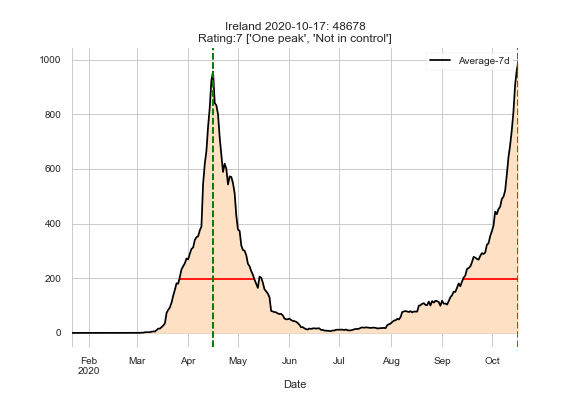 Ireland 2020-10-17: 48678
Rating:7 ['One peak', 'Not in control']
Average-7d
1000
800
600
400
200
0
Feb Mar Apr May Jun Jul Aug Sep Oct
2020
Date